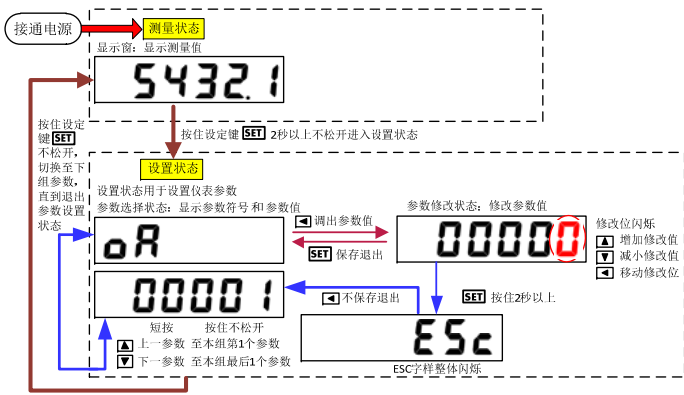 接通电源
测量状态
显示窗：显示测量值
5432.1
按住设定键 SET 2秒以上不松开进入设置状态
按住设定
键 SET
不松开，
切换至下
组参数，
直到退出
参数设置
状态
设置状态
设置状态用于设置仪表参数
参数选择状态：显示参数符号和参数值
oA
◀ 调出参数值
SET 保存退出
参数修改状态：修改参数值
00000
修改位闪烁
▲ 增加修改值
▼ 减小修改值
◀ 移动修改位
00001
◀ 不保存退出
SET 按住2秒以上
短按 按住不松开
▲ 上一参数 至本组第1个参数
▼ 下一参数 至本组最后1个参数
ESc
ESC字样整体闪烁